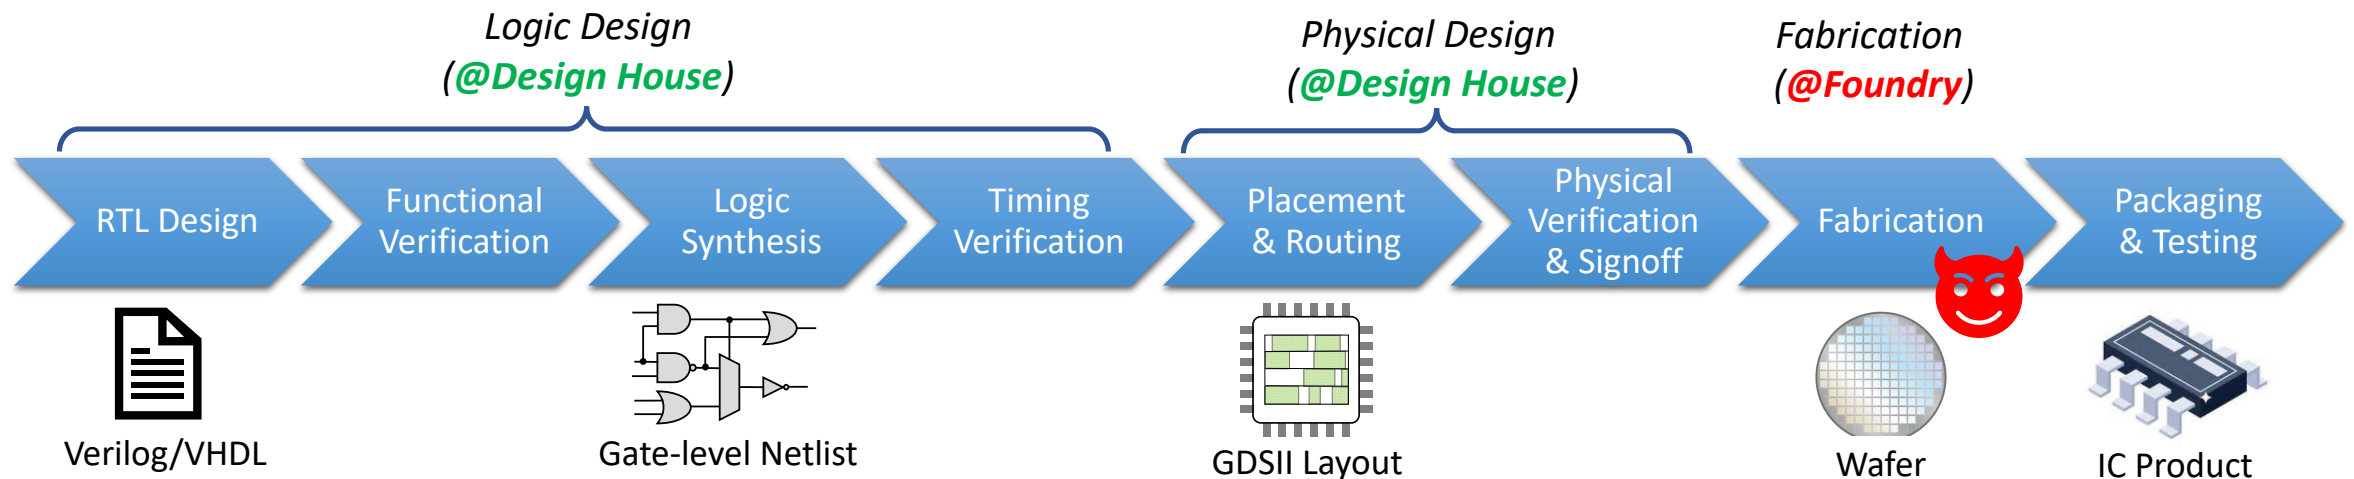 Logic Design
(@Design House)
Physical Design
(@Design House)
Fabrication
(@Foundry)
RTL Design
Functional
Verification
Logic
Synthesis
Timing
Verification
Placement
& Routing
Physical
Verification
& Signoff
Fabrication
Packaging
& Testing
Verilog/VHDL
Gate-level Netlist
GDSII Layout
Wafer
IC Product